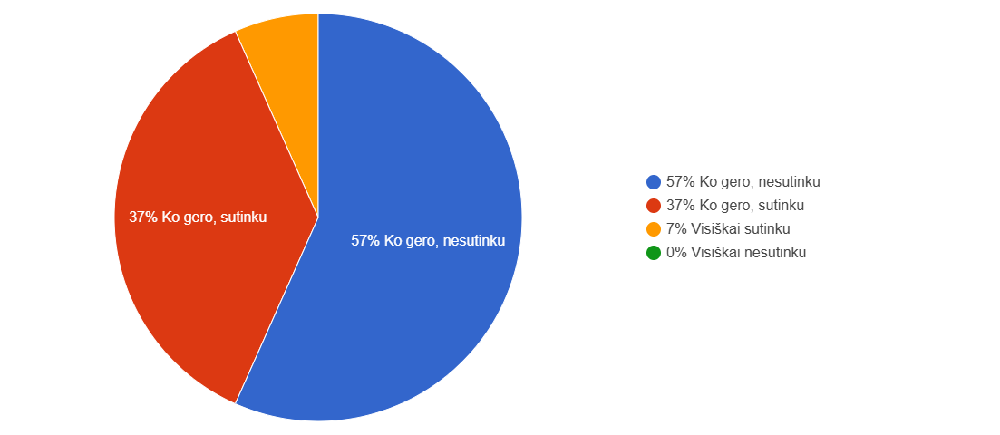 37% Ko gero, sutinku
57% Ko gero, nesutinku
57% Ko gero, nesutinku
37% Ko gero, sutinku
7% Visiškai sutinku
0% Visiškai nesutinku